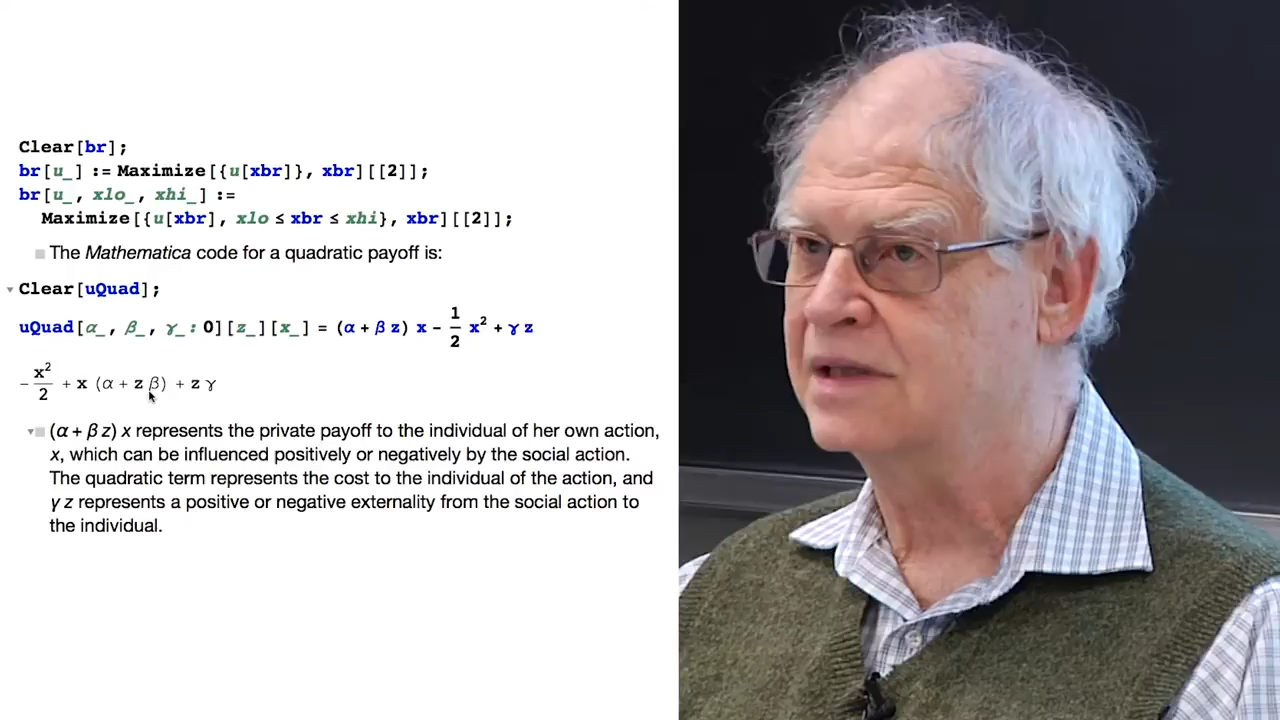 Clear[br];
br[u_] := Maximize[{u[xbr]}, xbr][[2]];
br[u_, xlo_, xhi_] :=
Maximize[{u[xbr], xlo ≤ xbr ≤ xhi}, xbr][[2]];
The Mathematica code for a quadratic payoff is:
Clear[uQuad];
uQuad[α_, β_, γ_ : 0][z_][x_] = (α + β z) x - 1/2 x² + γ z
- x²/2 + x (α + z β) + z γ
(α + β z) x represents the private payoff to the individual of her own action,
x, which can be influenced positively or negatively by the social action.
The quadratic term represents the cost to the individual of the action, and
γ z represents a positive or negative externality from the social action to
the individual.